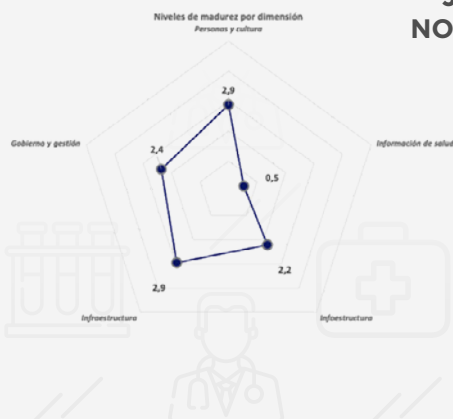 NO
Niveles de madurez por dimensión
Personas y cultura
2,9
Gobierno y gestión
2,4
Información de salud
0,5
2,2
2,9
Infraestructura
Infoestructura